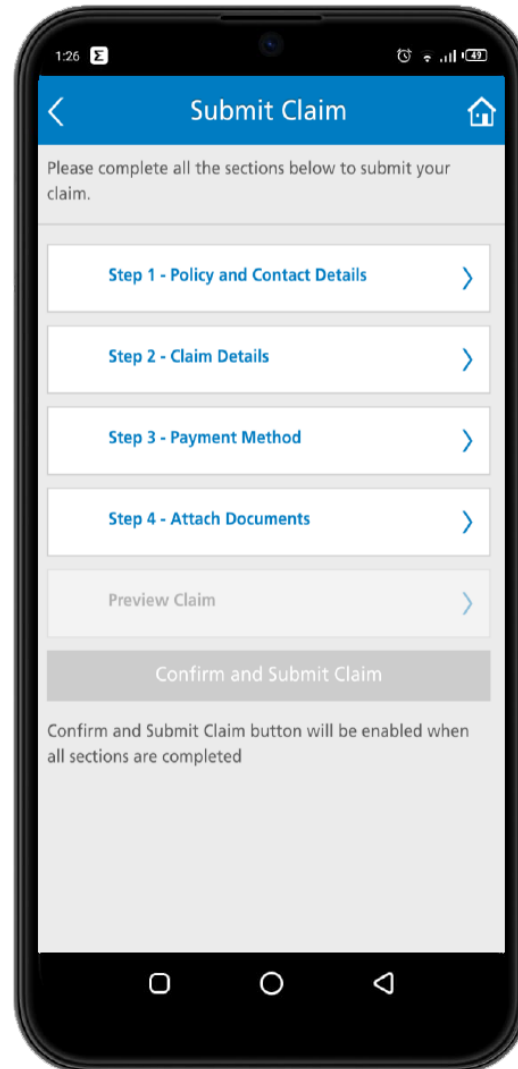 1:26 Σ 49
Submit Claim
Please complete all the sections below to submit your
claim.
Step 1 - Policy and Contact Details
Step 2 - Claim Details
Step 3 - Payment Method
Step 4 - Attach Documents
Preview Claim
Confirm and Submit Claim
Confirm and Submit Claim button will be enabled when
all sections are completed